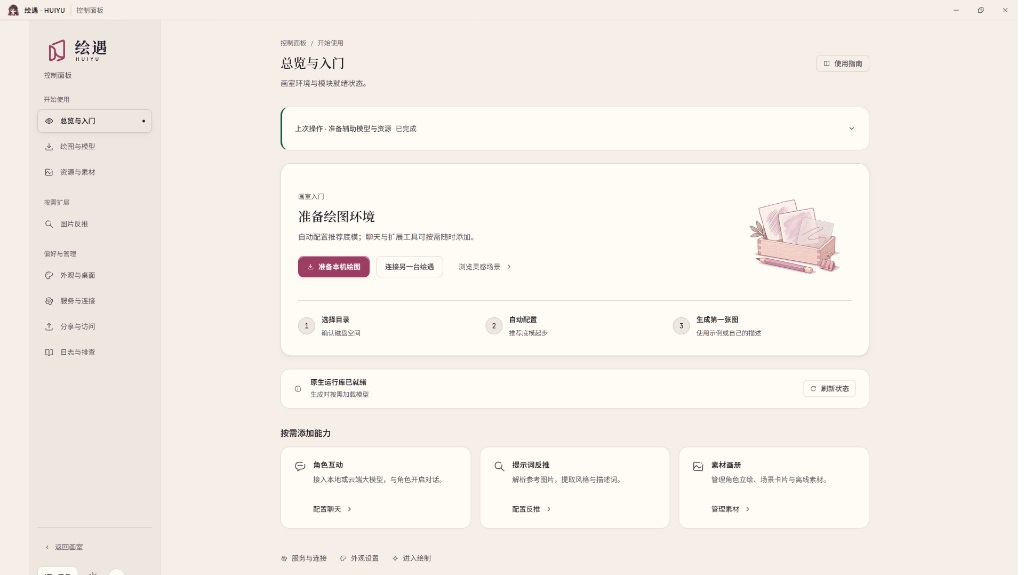 绘遇 · HUIYU 控制面板
绘遇
HUIYU
控制面板
开始使用
总览与入门
绘图与模型
资源与素材
按需扩展
图片反推
偏好与管理
外观与桌面
服务与连接
分享与访问
日志与排查
返回画室
控制面板 / 开始使用
总览与入门
使用指南
画室环境与模块就绪状态。
上次操作 · 准备辅助模型与资源 已完成
画室入门
准备绘图环境
自动配置推荐底模；聊天与扩展工具可按需随时添加。
准备本机绘图 连接另一台绘遇 浏览灵感场景
1 选择目录
确认磁盘空间
2 自动配置
推荐底模起步
3 生成第一张图
使用示例或自己的描述
原生运行库已就绪
生成时按需加载模型
刷新状态
按需添加能力
角色互动
接入本地或云端大模型，与角色开启对话。
配置聊天
提示词反推
解析参考图片，提取风格与描述词。
配置反推
素材画册
管理角色立绘、场景卡片与离线素材。
管理素材
服务与连接 外观设置 进入绘制